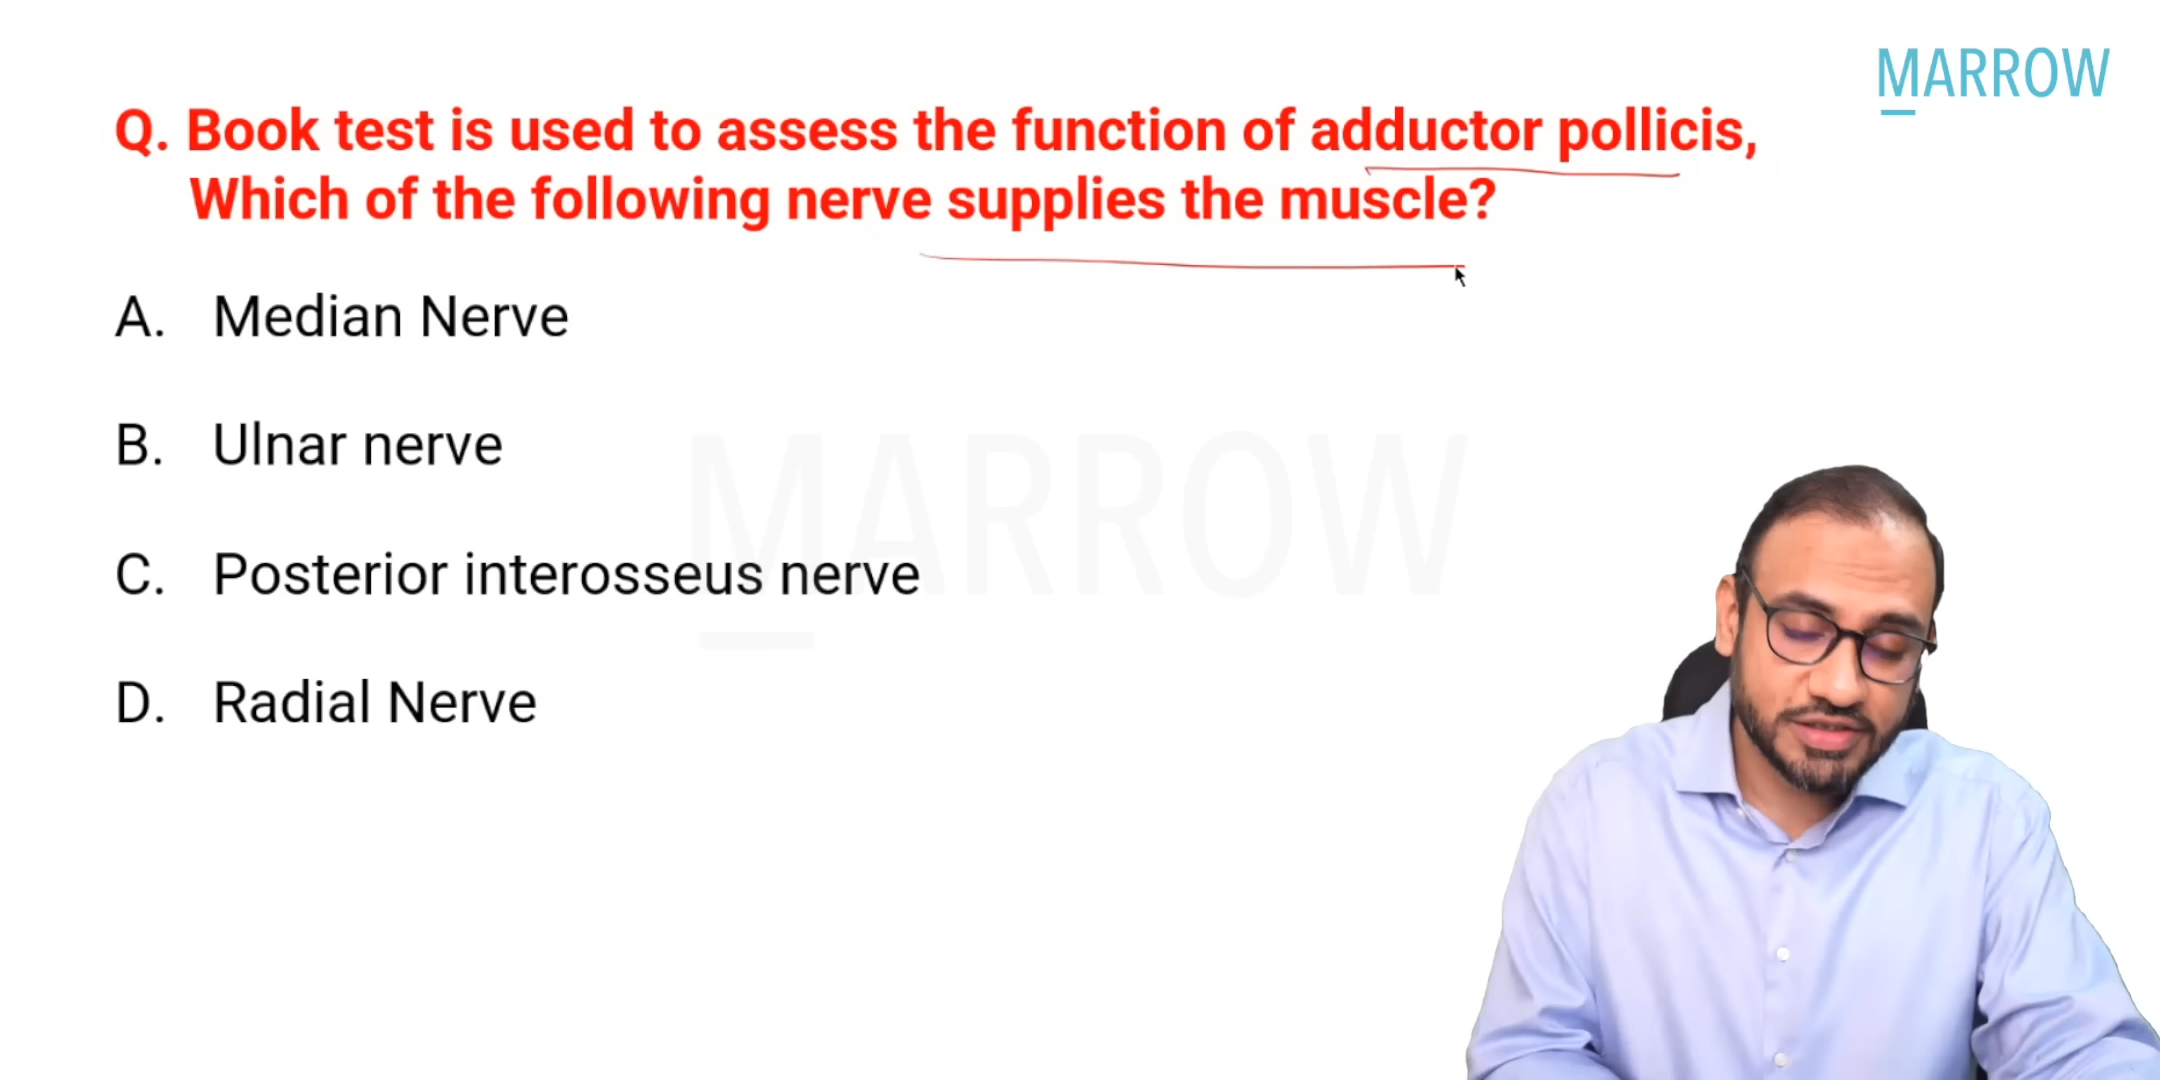 MARROW
Q. Book test is used to assess the function of adductor pollicis,
Which of the following nerve supplies the muscle?
A. Median Nerve
B. Ulnar nerve
MARROW
C. Posterior interosseus nerve
D. Radial Nerve